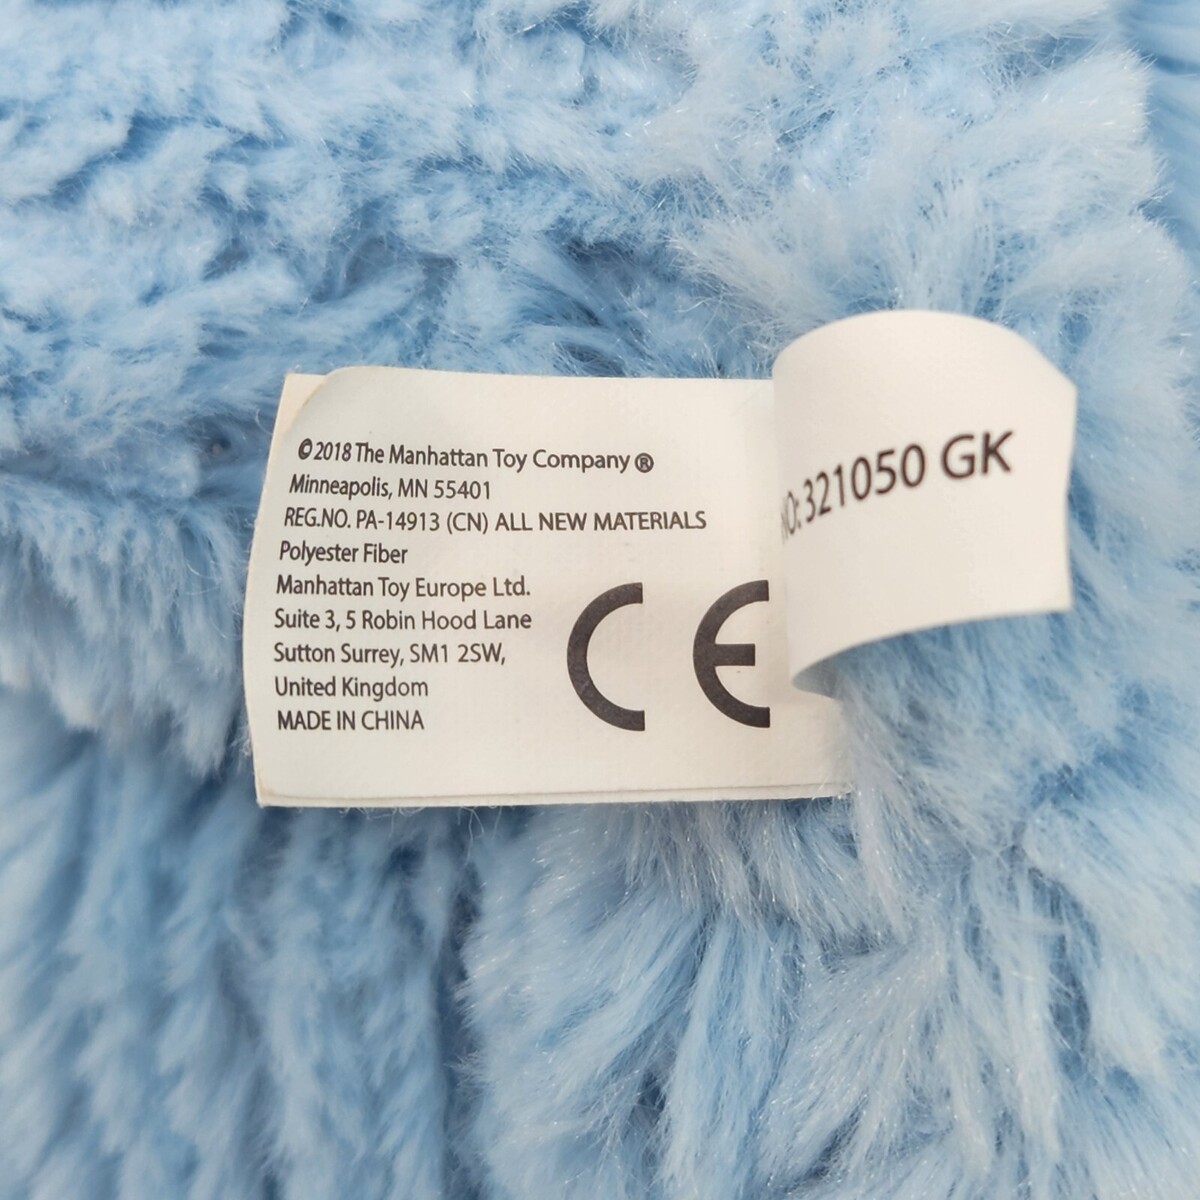 © 2018 The Manhattan Toy Company ®
Minneapolis, MN 55401
REG.NO. PA-14913 (CN) ALL NEW MATERIALS
Polyester Fiber
Manhattan Toy Europe Ltd.
Suite 3, 5 Robin Hood Lane
Sutton Surrey, SM1 2SW,
United Kingdom
MADE IN CHINA
CE
NO: 321050 GK